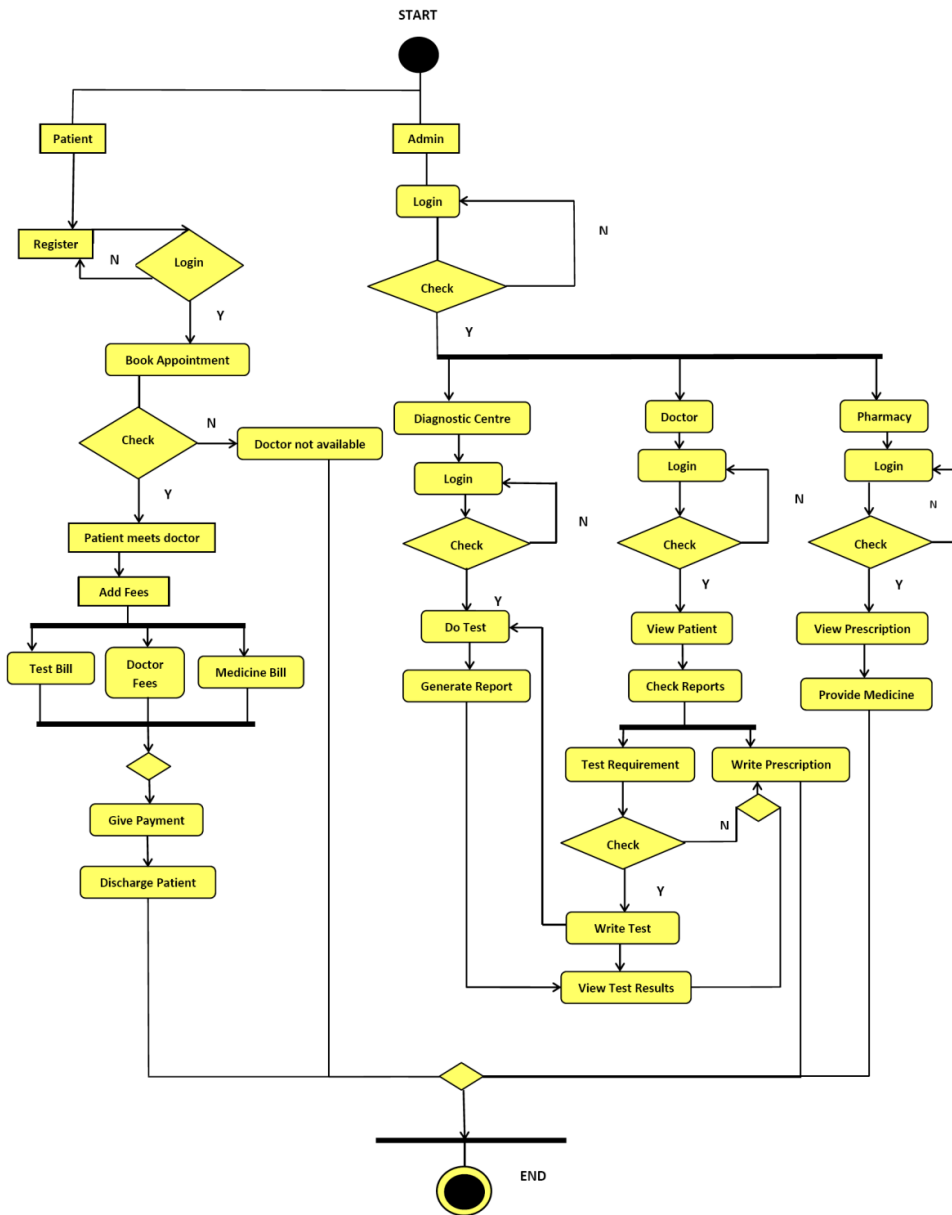 START
Patient
Admin
Login
N
Register
N
Login
Check
Y
Y
Book Appointment
Diagnostic Centre
Doctor
Pharmacy
N
Check
Doctor not available
Login
Login
Login
Y
N
N
N
Check
Check
Check
Patient meets doctor
Y
Y
Y
Add Fees
Do Test
View Patient
View Prescription
Test Bill
Doctor
Fees
Medicine Bill
Generate Report
Check Reports
Provide Medicine
Test Requirement
Write Prescription
Give Payment
N
Check
Discharge Patient
Y
Write Test
View Test Results
END